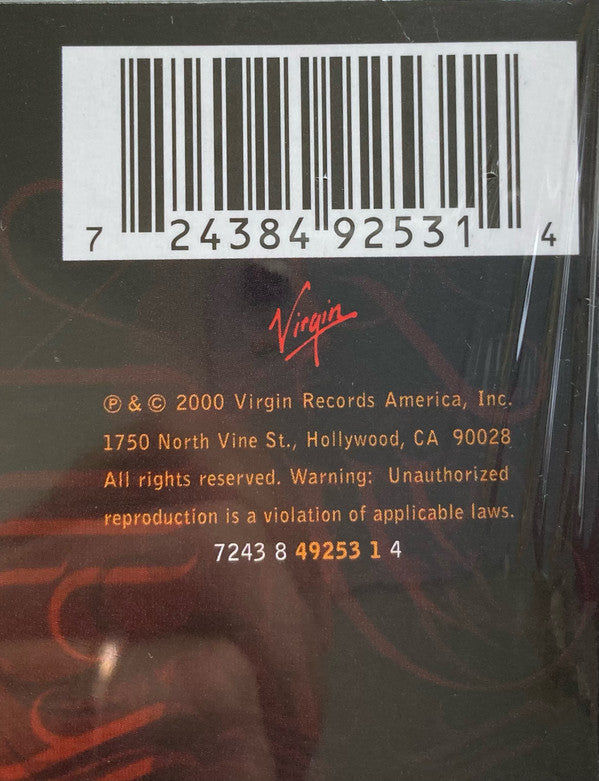 7 24384 92531 4
Virgin
℗ & © 2000 Virgin Records America, Inc.
1750 North Vine St., Hollywood, CA 90028
All rights reserved. Warning: Unauthorized
reproduction is a violation of applicable laws.
7243 8 49253 1 4